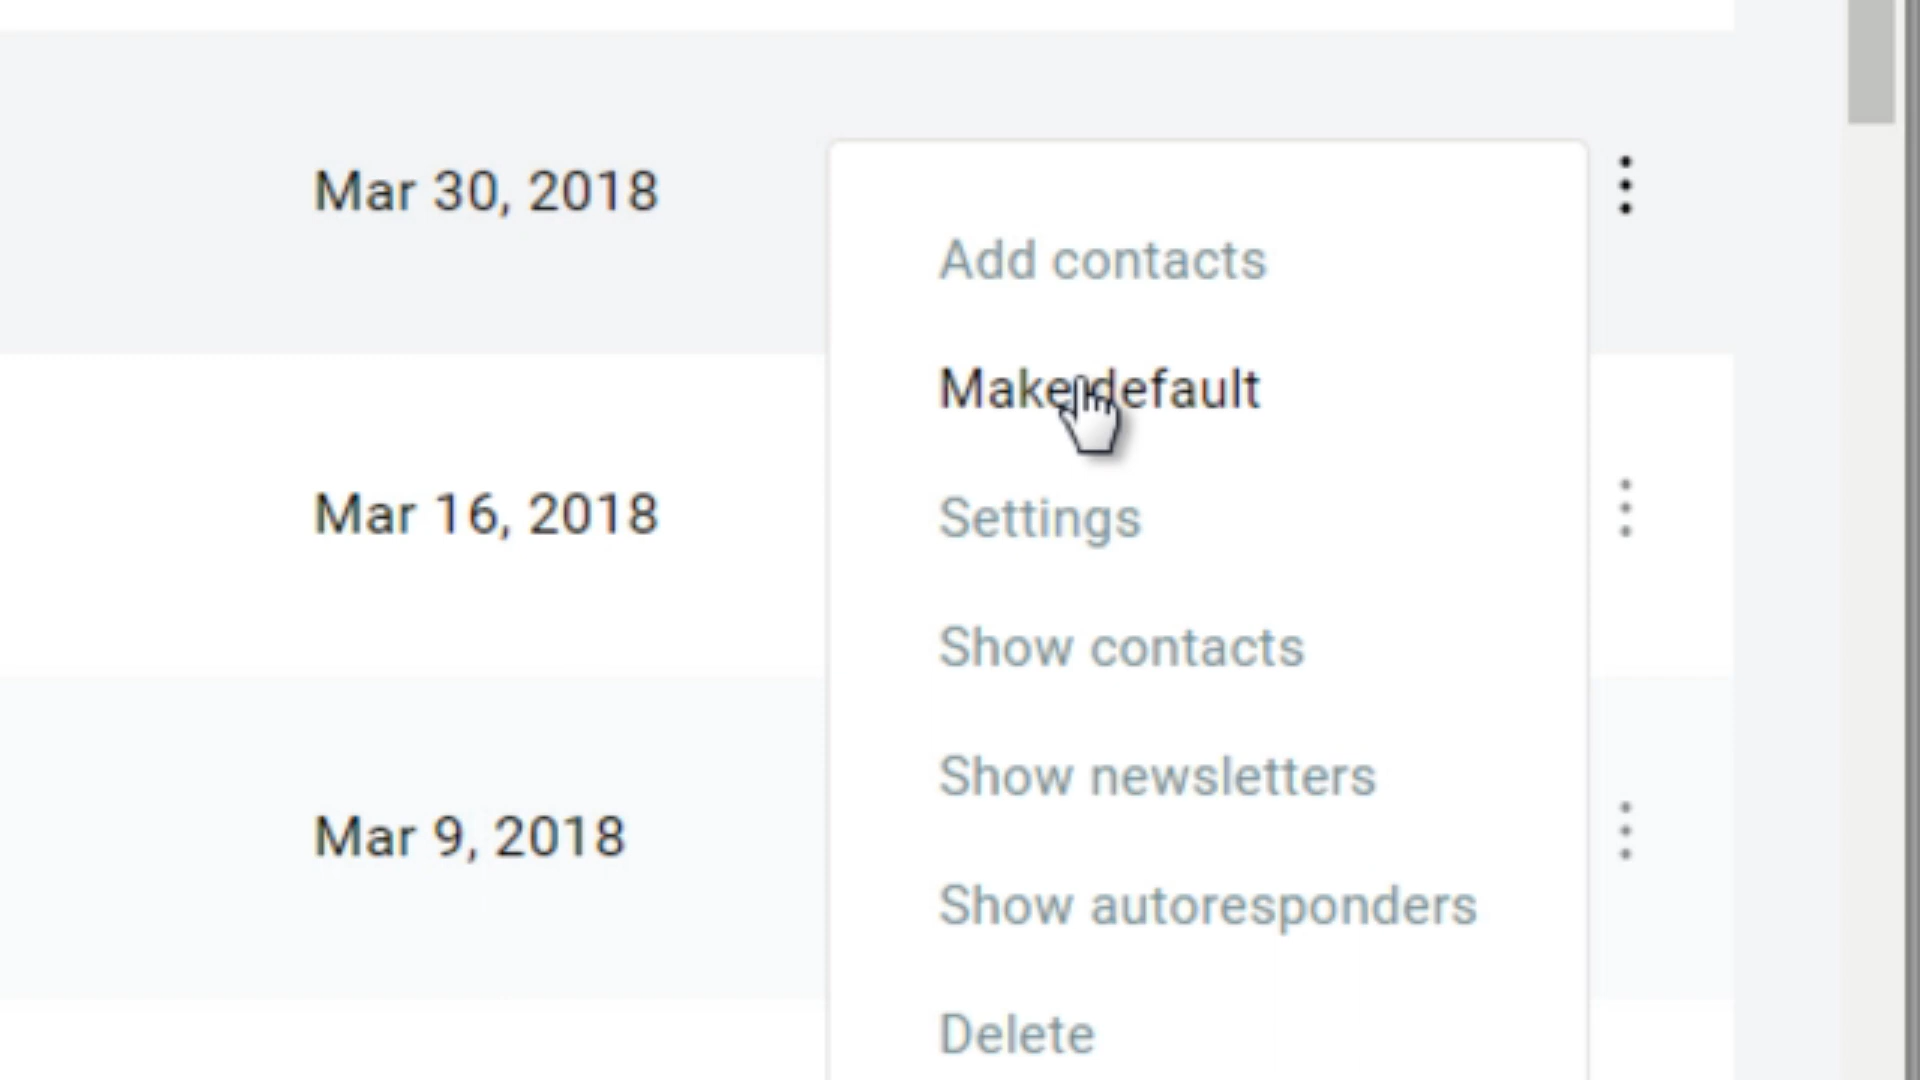 Mar 30, 2018
Add contacts
Make default
Mar 16, 2018
Settings
Show contacts
Show newsletters
Mar 9, 2018
Show autoresponders
Delete